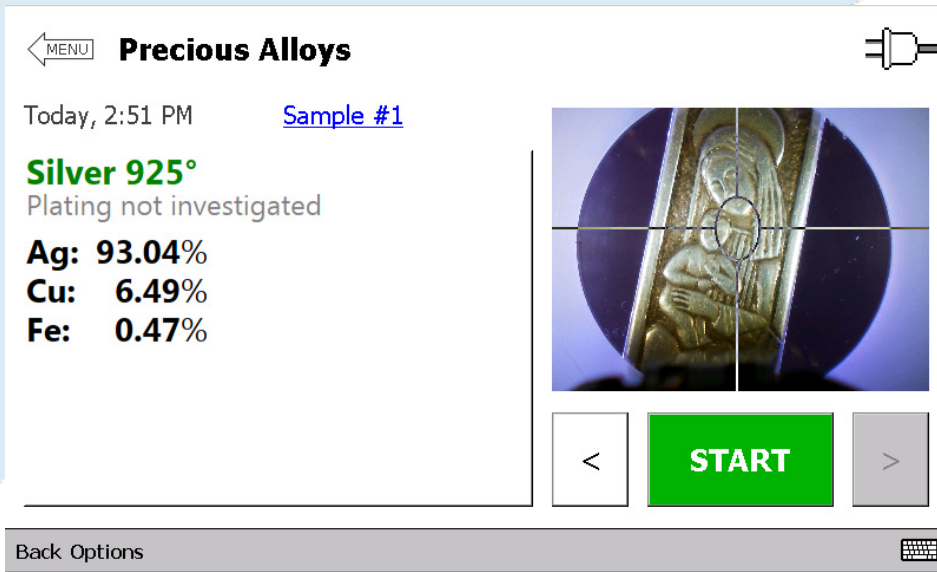 MENU Precious Alloys
Today, 2:51 PM Sample #1
Silver 925°
Plating not investigated
Ag: 93.04%
Cu: 6.49%
Fe: 0.47%
< START >
Back Options